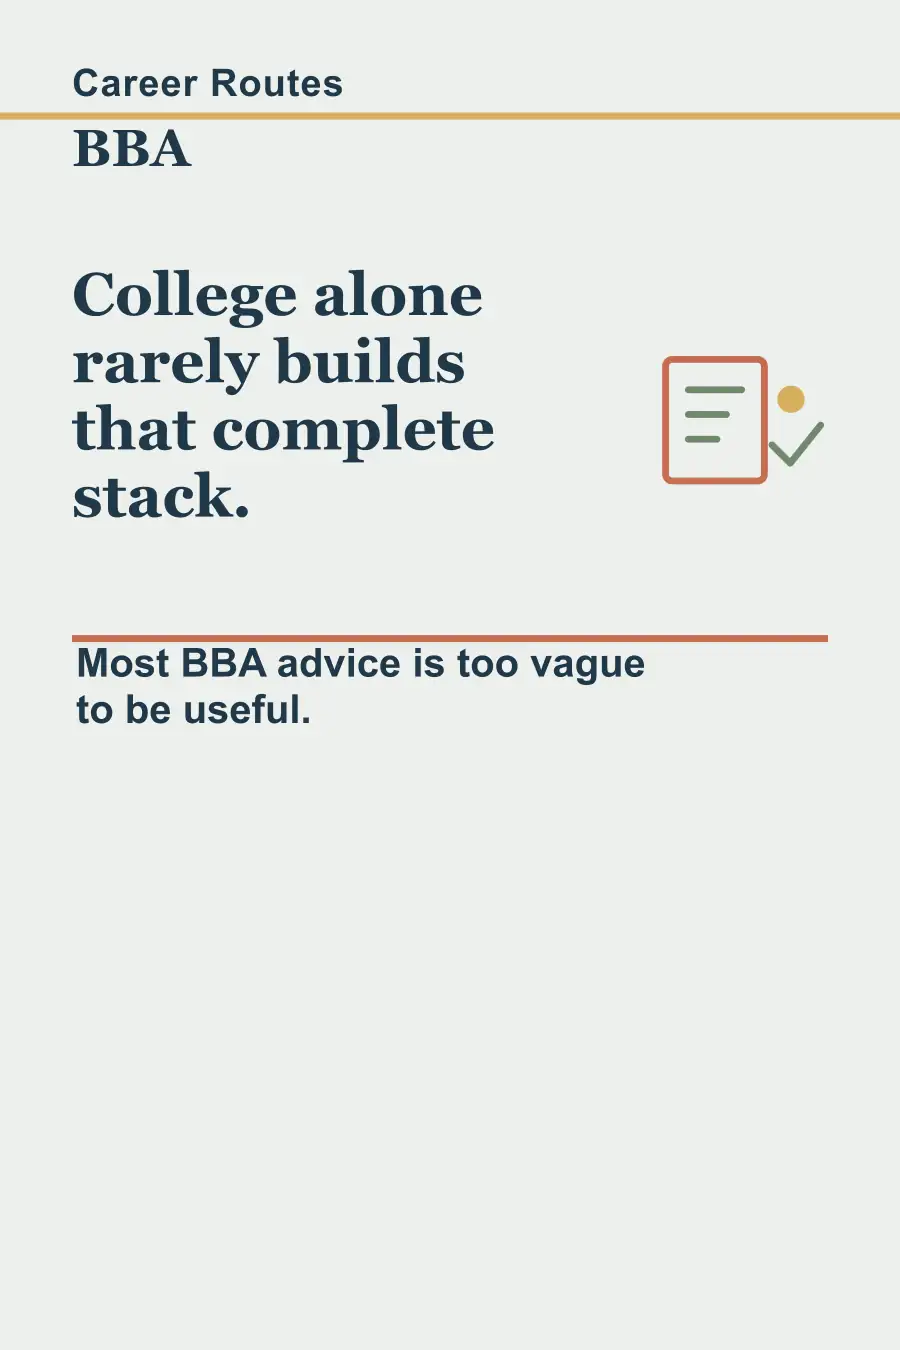 Career Routes
BBA
College alone
rarely builds
that complete
stack.
Most BBA advice is too vague
to be useful.